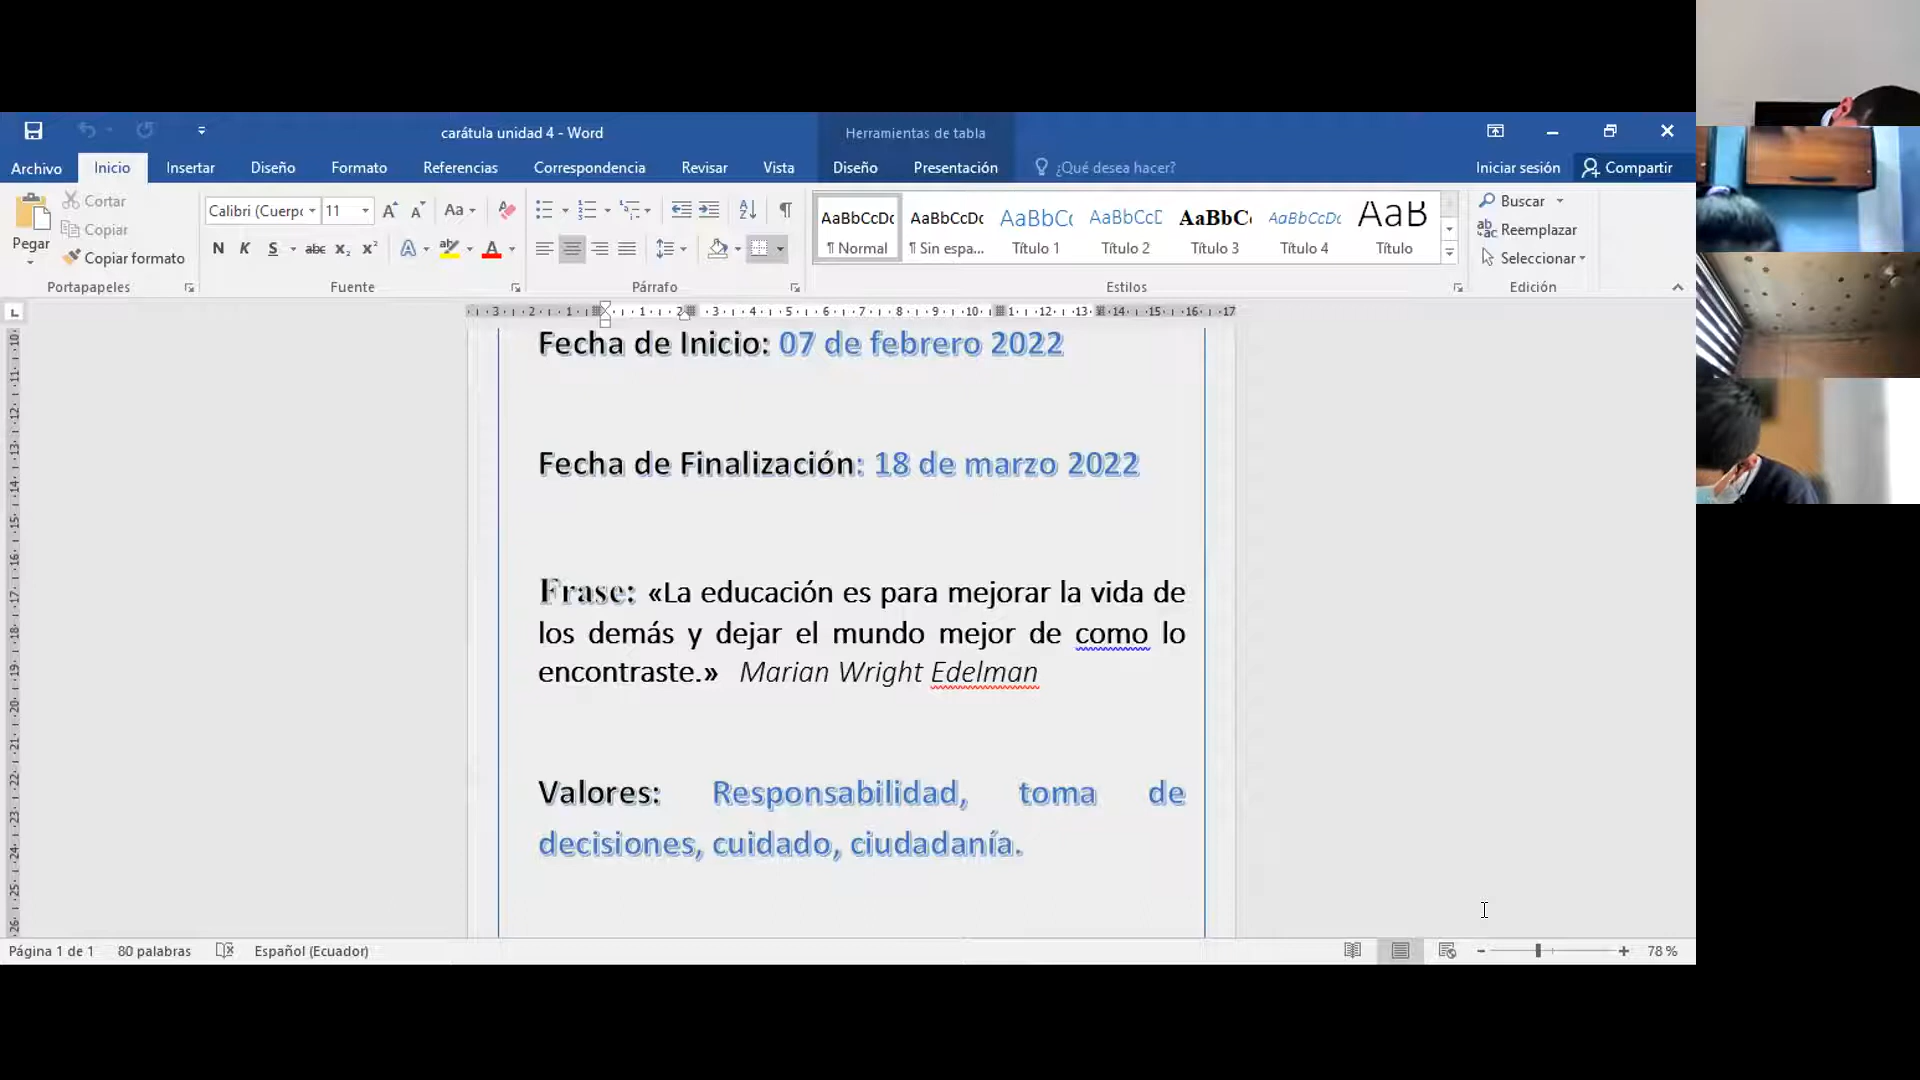 carátula unidad 4 - Word
Herramientas de tabla
Archivo Inicio Insertar Diseño Formato Referencias Correspondencia Revisar Vista Diseño Presentación ¿Qué desea hacer? Iniciar sesión Compartir
Pegar
Cortar
Copiar
Copiar formato
Portapapeles
Calibri (Cuerpo 11
N K S abc x₂ x²
Fuente
Párrafo
AaBbCcDc AaBbCcDc AaBbCc AaBbCcD AaBbC AaBbCcDc AaB
¶ Normal ¶ Sin espa... Título 1 Título 2 Título 3 Título 4 Título
Estilos
Buscar
Reemplazar
Seleccionar
Edición
Fecha de Inicio: 07 de febrero 2022
Fecha de Finalización: 18 de marzo 2022
Frase: «La educación es para mejorar la vida de
los demás y dejar el mundo mejor de como lo
encontraste.» Marian Wright Edelman
Valores: Responsabilidad, toma de
decisiones, cuidado, ciudadanía.
Página 1 de 1 80 palabras Español (Ecuador) 78 %